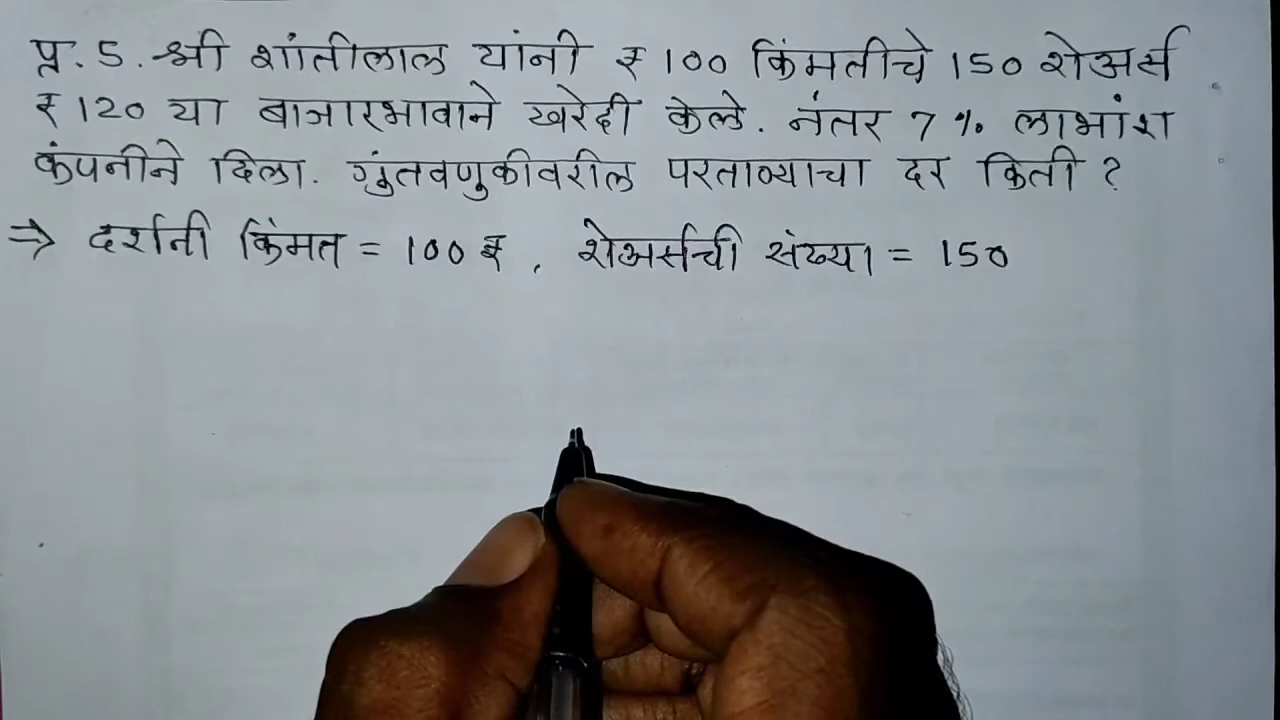 प्र. 5. श्री शांतीलाल यांनी ₹ 100 किंमतीचे 150 शेअर्स
₹ 120 या बाजारभावाने खरेदी केले. नंतर 7 % लाभांश
कंपनीने दिला. गुंतवणुकीवरील परताव्याचा दर किती ?
⇒ दर्शनी किंमत = 100 ₹ , शेअर्सची संख्या = 150